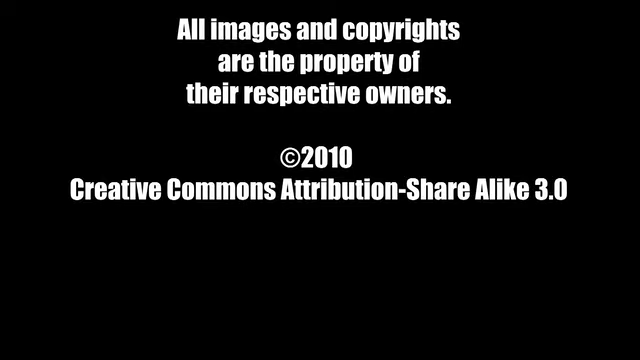 All images and copyrights
are the property of
their respective owners.
©2010
Creative Commons Attribution-Share Alike 3.0